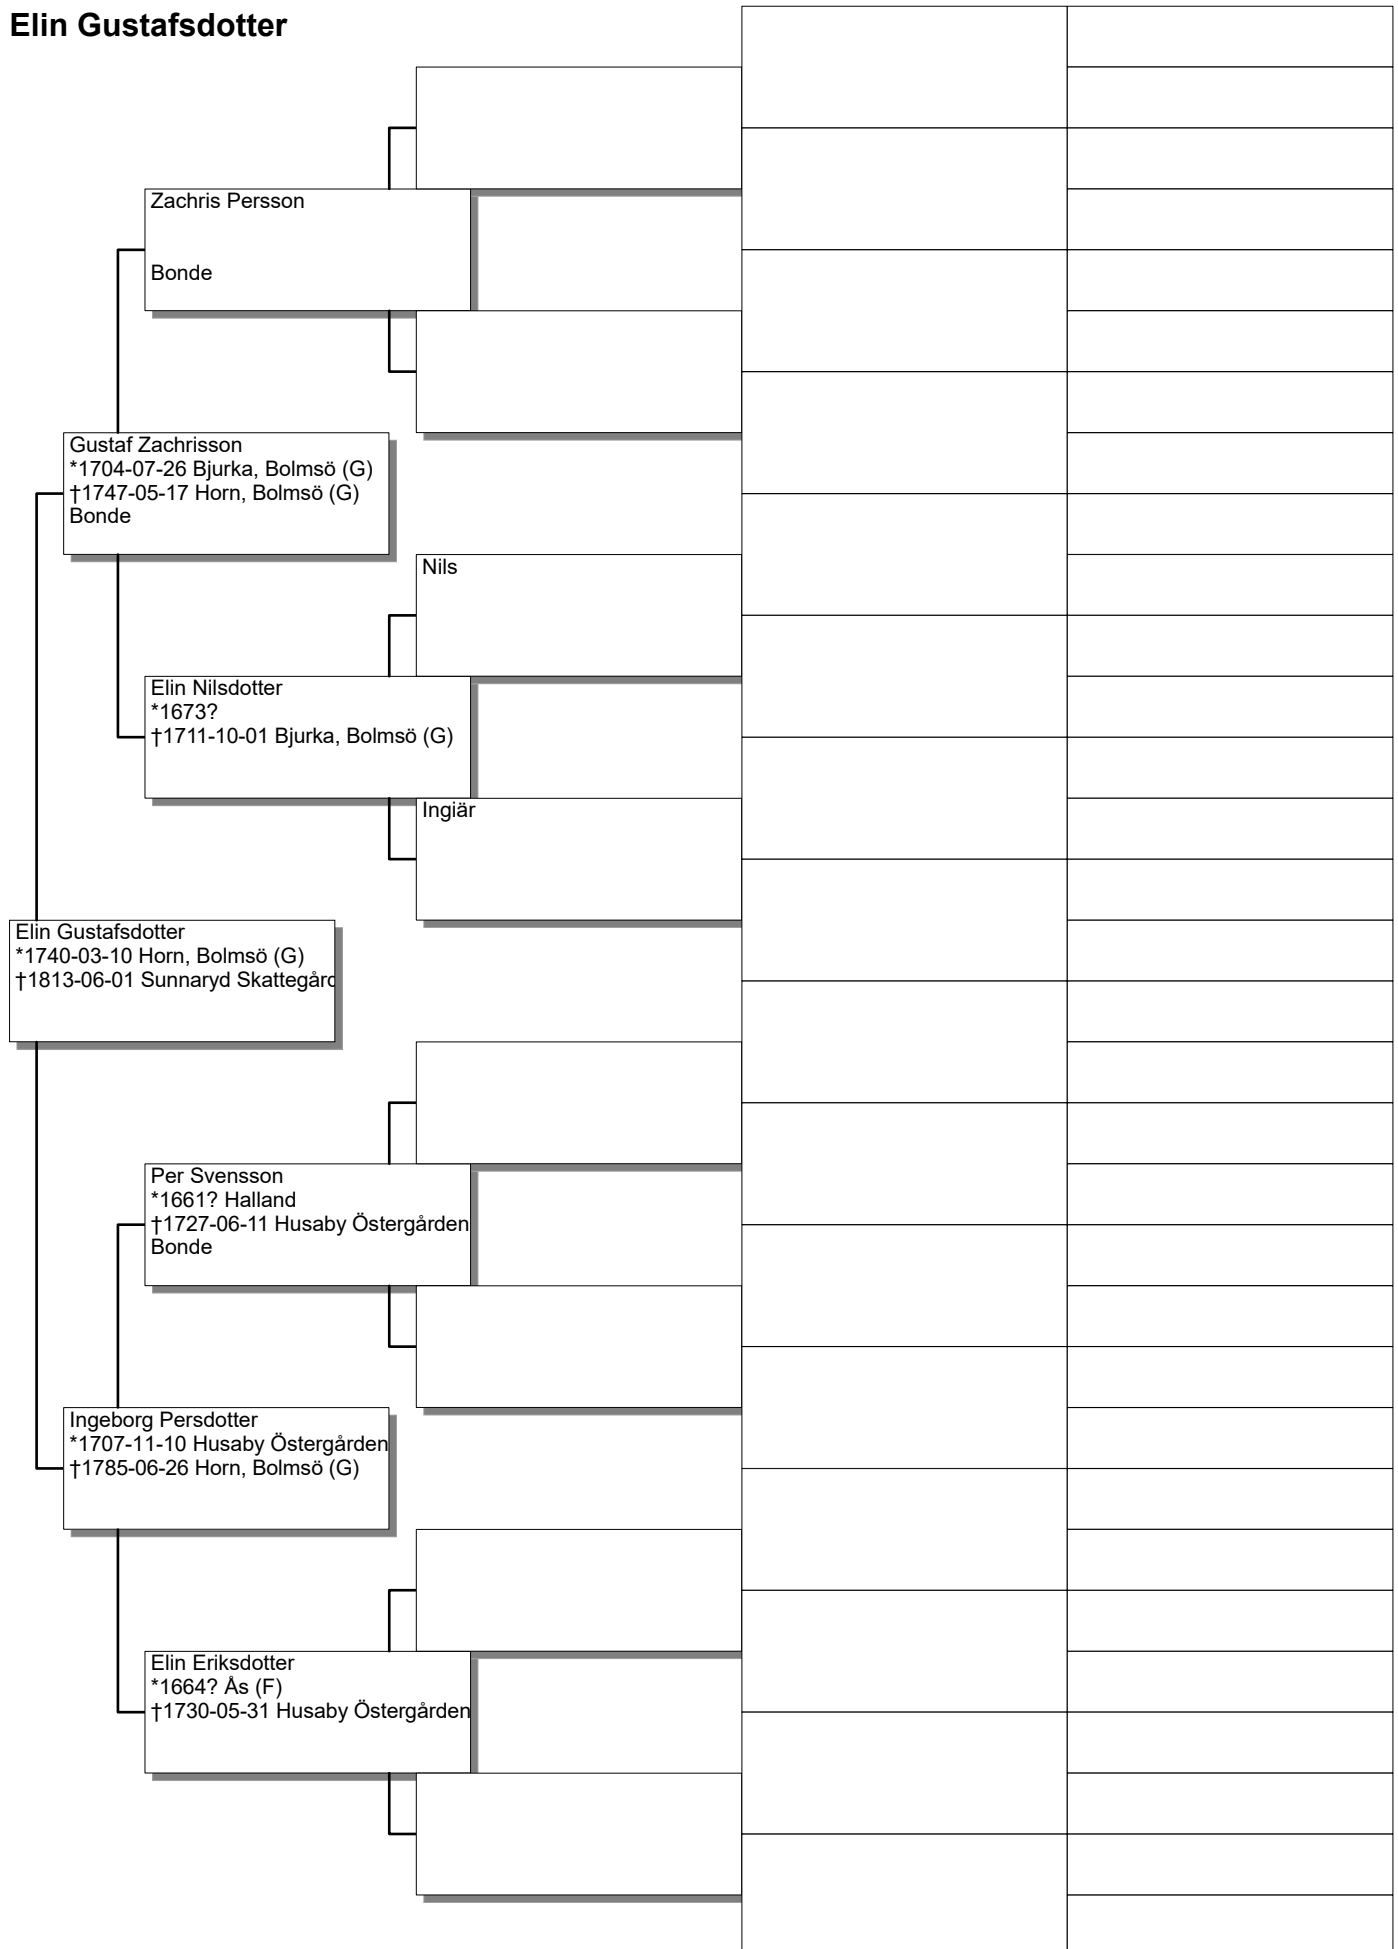 Elin Gustafsdotter
Zachris Persson
Bonde
Gustaf Zachrisson
*1704-07-26 Bjurka, Bolmsö (G)
†1747-05-17 Horn, Bolmsö (G)
Bonde
Nils
Elin Nilsdotter
*1673?
†1711-10-01 Bjurka, Bolmsö (G)
Ingiär
Elin Gustafsdotter
*1740-03-10 Horn, Bolmsö (G)
†1813-06-01 Sunnaryd Skattegård
Per Svensson
*1661? Halland
†1727-06-11 Husaby Östergården
Bonde
Ingeborg Persdotter
*1707-11-10 Husaby Östergården
†1785-06-26 Horn, Bolmsö (G)
Elin Eriksdotter
*1664? Ås (F)
†1730-05-31 Husaby Östergården